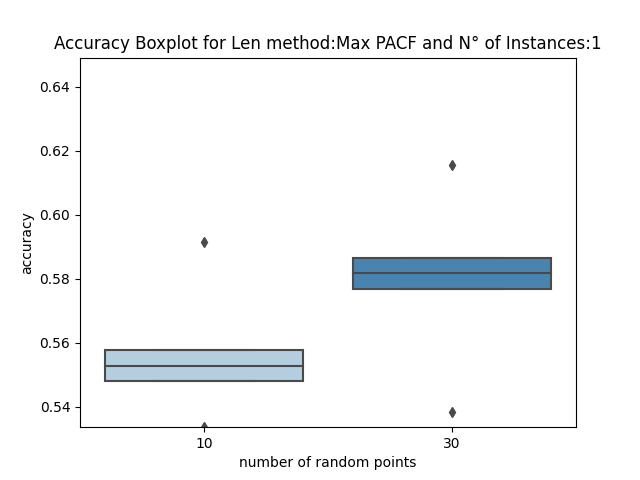 Accuracy Boxplot for Len method:Max PACF and N° of Instances:1
0.64
0.62
0.60
0.58
0.56
0.54
accuracy
10 30
number of random points